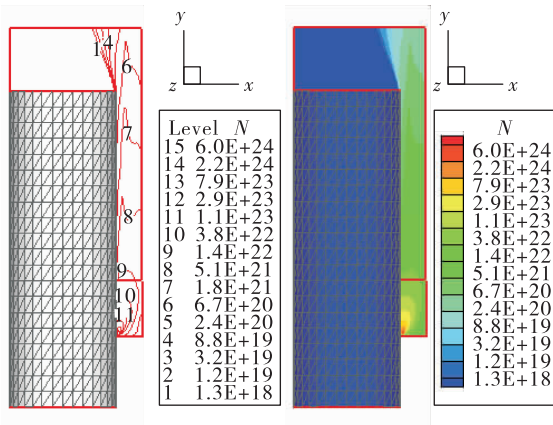 14
6
7
8
9
10
11
y
z x
Level N
15 6.0E+24
14 2.2E+24
13 7.9E+23
12 2.9E+23
11 1.1E+23
10 3.8E+22
9 1.4E+22
8 5.1E+21
7 1.8E+21
6 6.7E+20
5 2.4E+20
4 8.8E+19
3 3.2E+19
2 1.2E+19
1 1.3E+18
y
z x
N
6.0E+24
2.2E+24
7.9E+23
2.9E+23
1.1E+23
3.8E+22
1.4E+22
5.1E+21
6.7E+20
2.4E+20
8.8E+19
3.2E+19
1.2E+19
1.3E+18